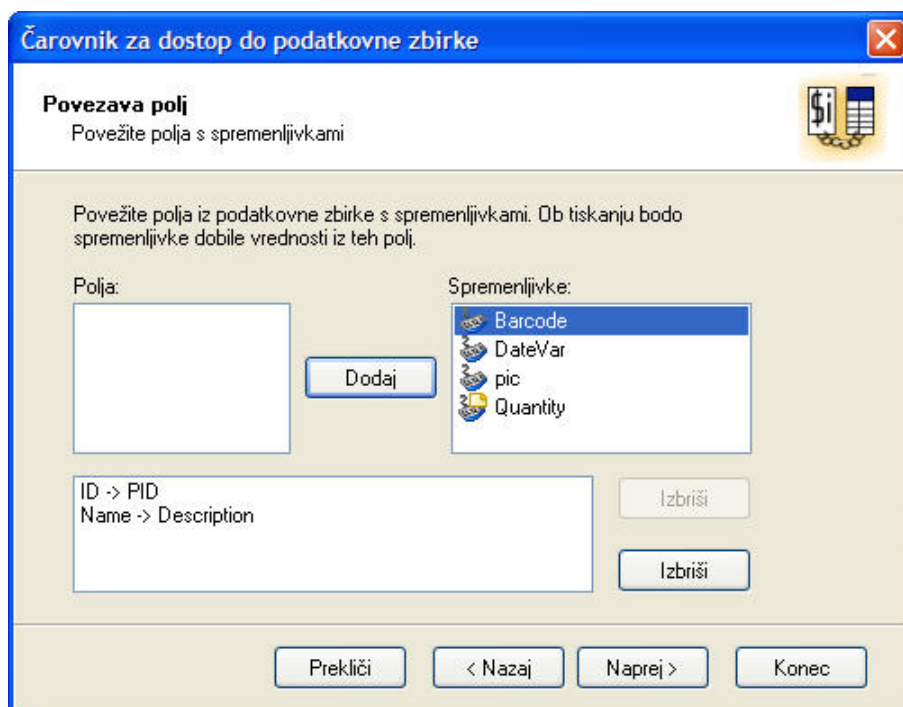 Čarovnik za dostop do podatkovne zbirke
Povezava polj
Povežite polja s spremenljivkami
$i
Povežite polja iz podatkovne zbirke s spremenljivkami. Ob tiskanju bodo
spremenljivke dobile vrednosti iz teh polj.
Polja:
Spremenljivke:
Barcode
DateVar
pic
Quantity
Dodaj
ID -> PID
Name -> Description
Izbriši
Izbriši
Prekliči
< Nazaj
Naprej >
Konec